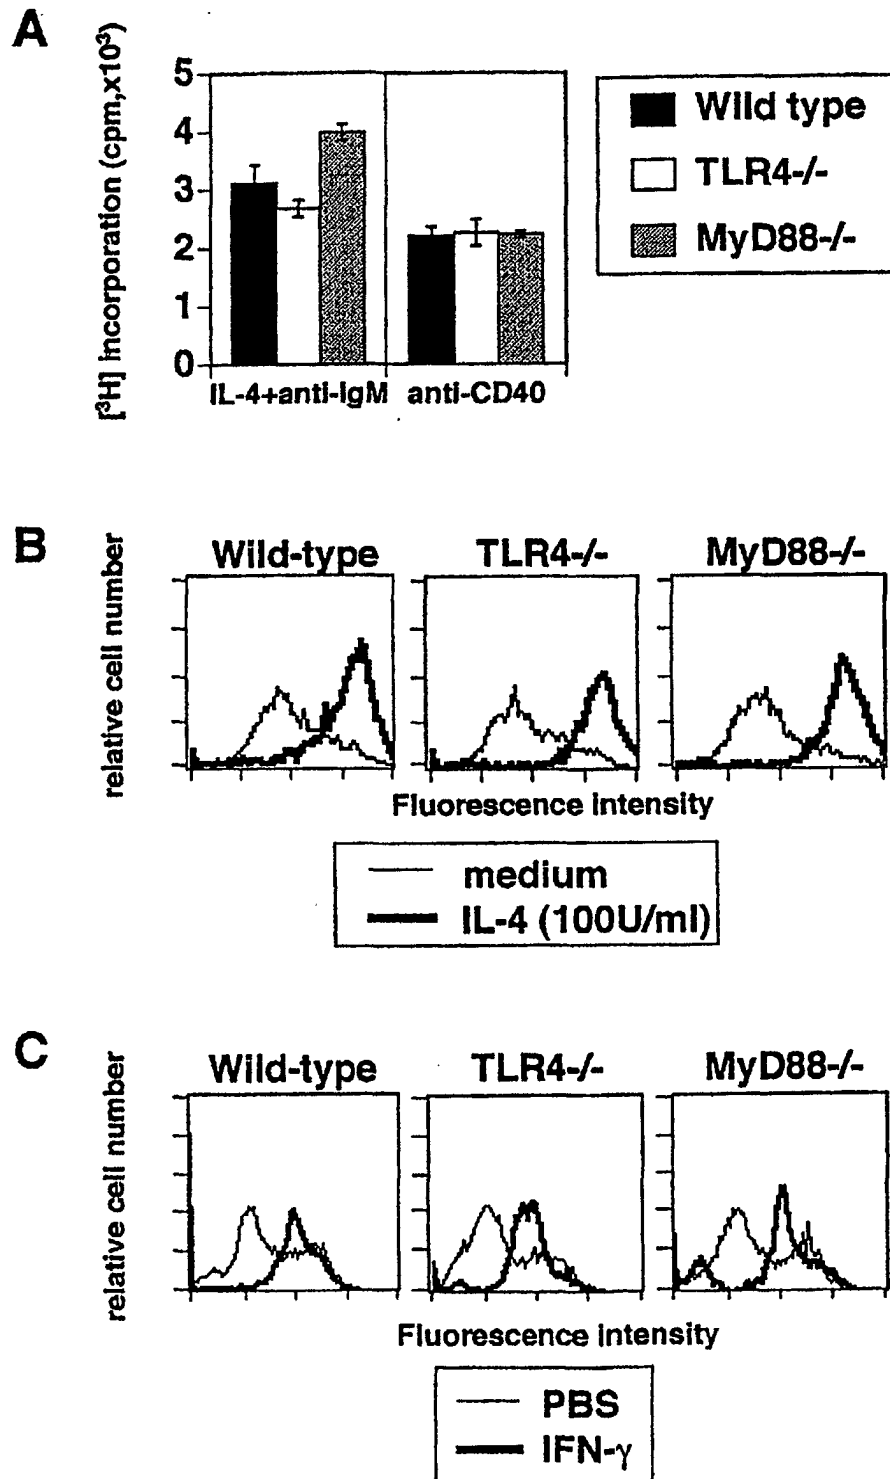 A
[³H] incorporation (cpm,x10³)
5
4
3
2
1
0
IL-4+anti-IgM anti-CD40
Wild type
TLR4-/-
MyD88-/-
B
relative cell number
Wild-type TLR4-/- MyD88-/-
Fluorescence intensity
medium
IL-4 (100U/ml)
C
relative cell number
Wild-type TLR4-/- MyD88-/-
Fluorescence intensity
PBS
IFN-γ